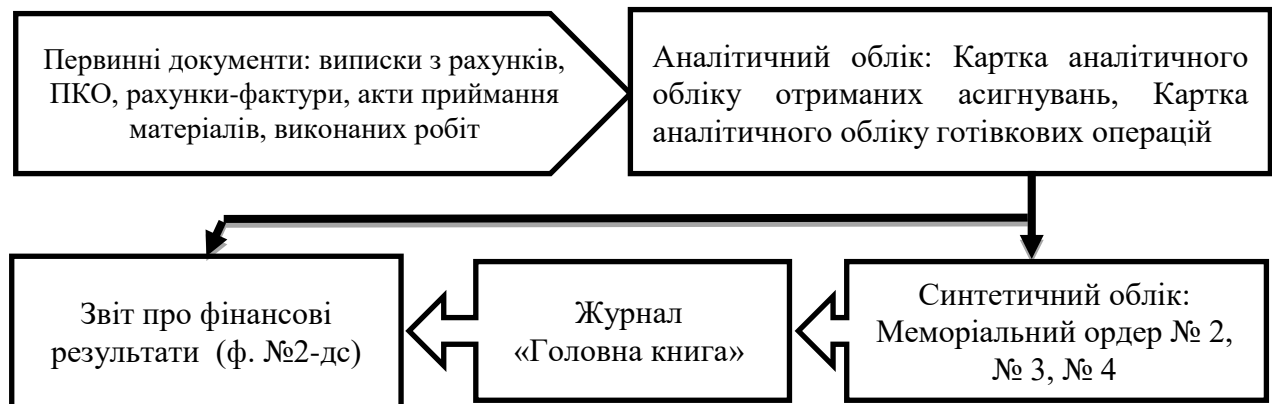 Первинні документи: виписки з рахунків,
ПКО, рахунки-фактури, акти приймання
матеріалів, виконаних робіт
Аналітичний облік: Картка аналітичного
обліку отриманих асигнувань, Картка
аналітичного обліку готівкових операцій
Звіт про фінансові
результати (ф. №2-дс)
Журнал
«Головна книга»
Синтетичний облік:
Меморіальний ордер № 2,
№ 3, № 4